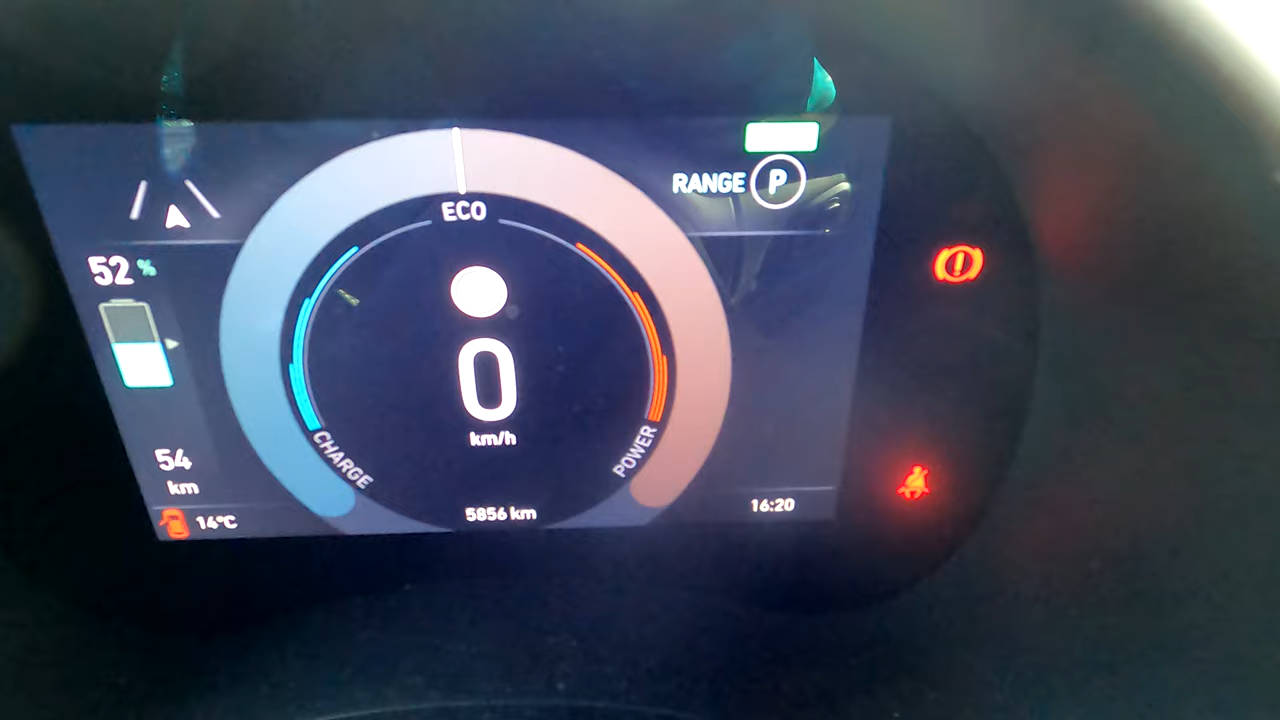 RANGE P
ECO
52 %
0
km/h
CHARGE
POWER
54
km
14°C
5856 km
16:20